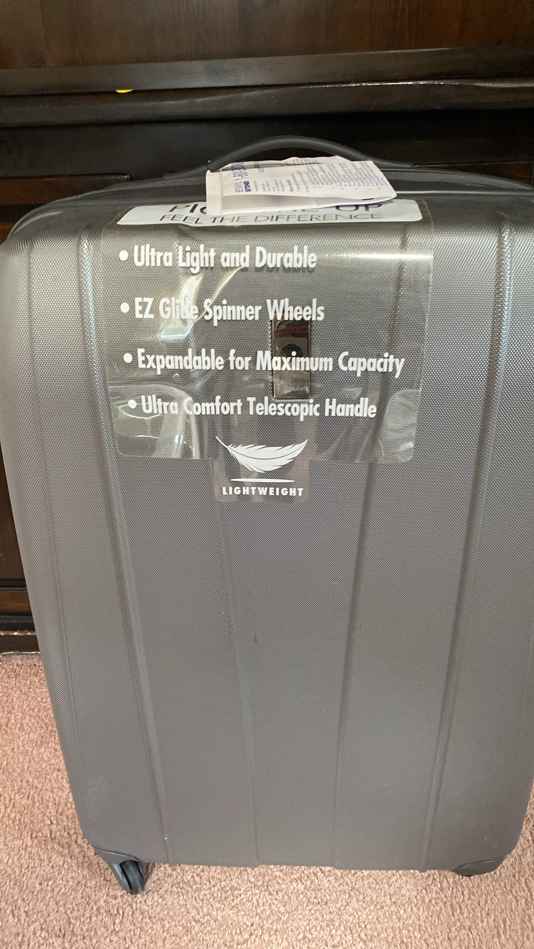 UP
FEEL THE DIFFERENCE
• Ultra Light and Durable
• EZ Glide Spinner Wheels
• Expandable for Maximum Capacity
• Ultra Comfort Telescopic Handle
LIGHTWEIGHT